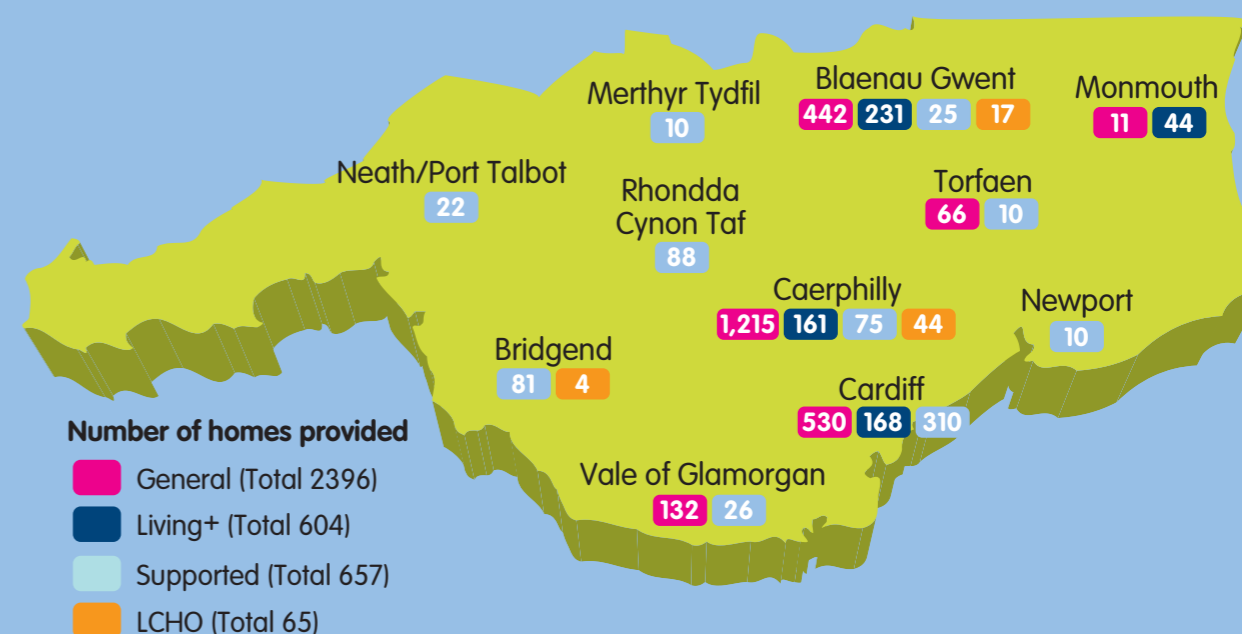 Merthyr Tydfil
10
Blaenau Gwent
442 231 25 17
Monmouth
11 44
Neath/Port Talbot
22
Rhondda
Cynon Taf
88
Torfaen
66 10
Caerphilly
1,215 161 75 44
Newport
10
Bridgend
81 4
Cardiff
530 168 310
Vale of Glamorgan
132 26
Number of homes provided
General (Total 2396)
Living+ (Total 604)
Supported (Total 657)
LCHO (Total 65)